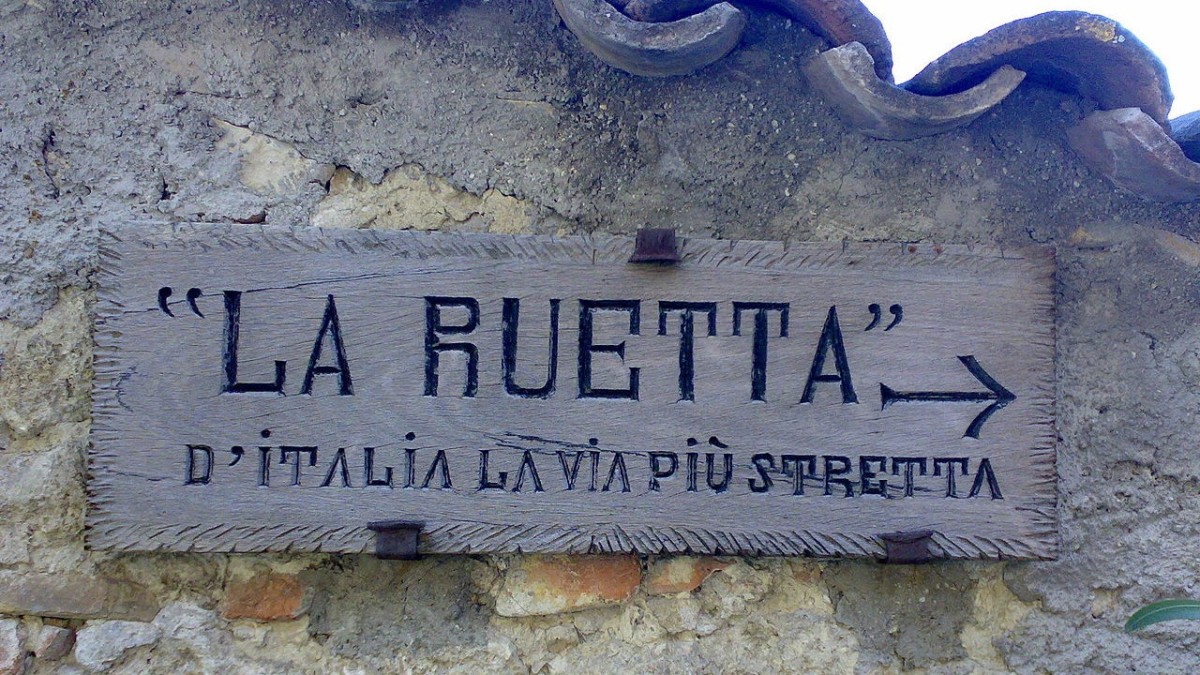 “LA RUETTA” →
D’iTALiA LA ViA Più STRETTA